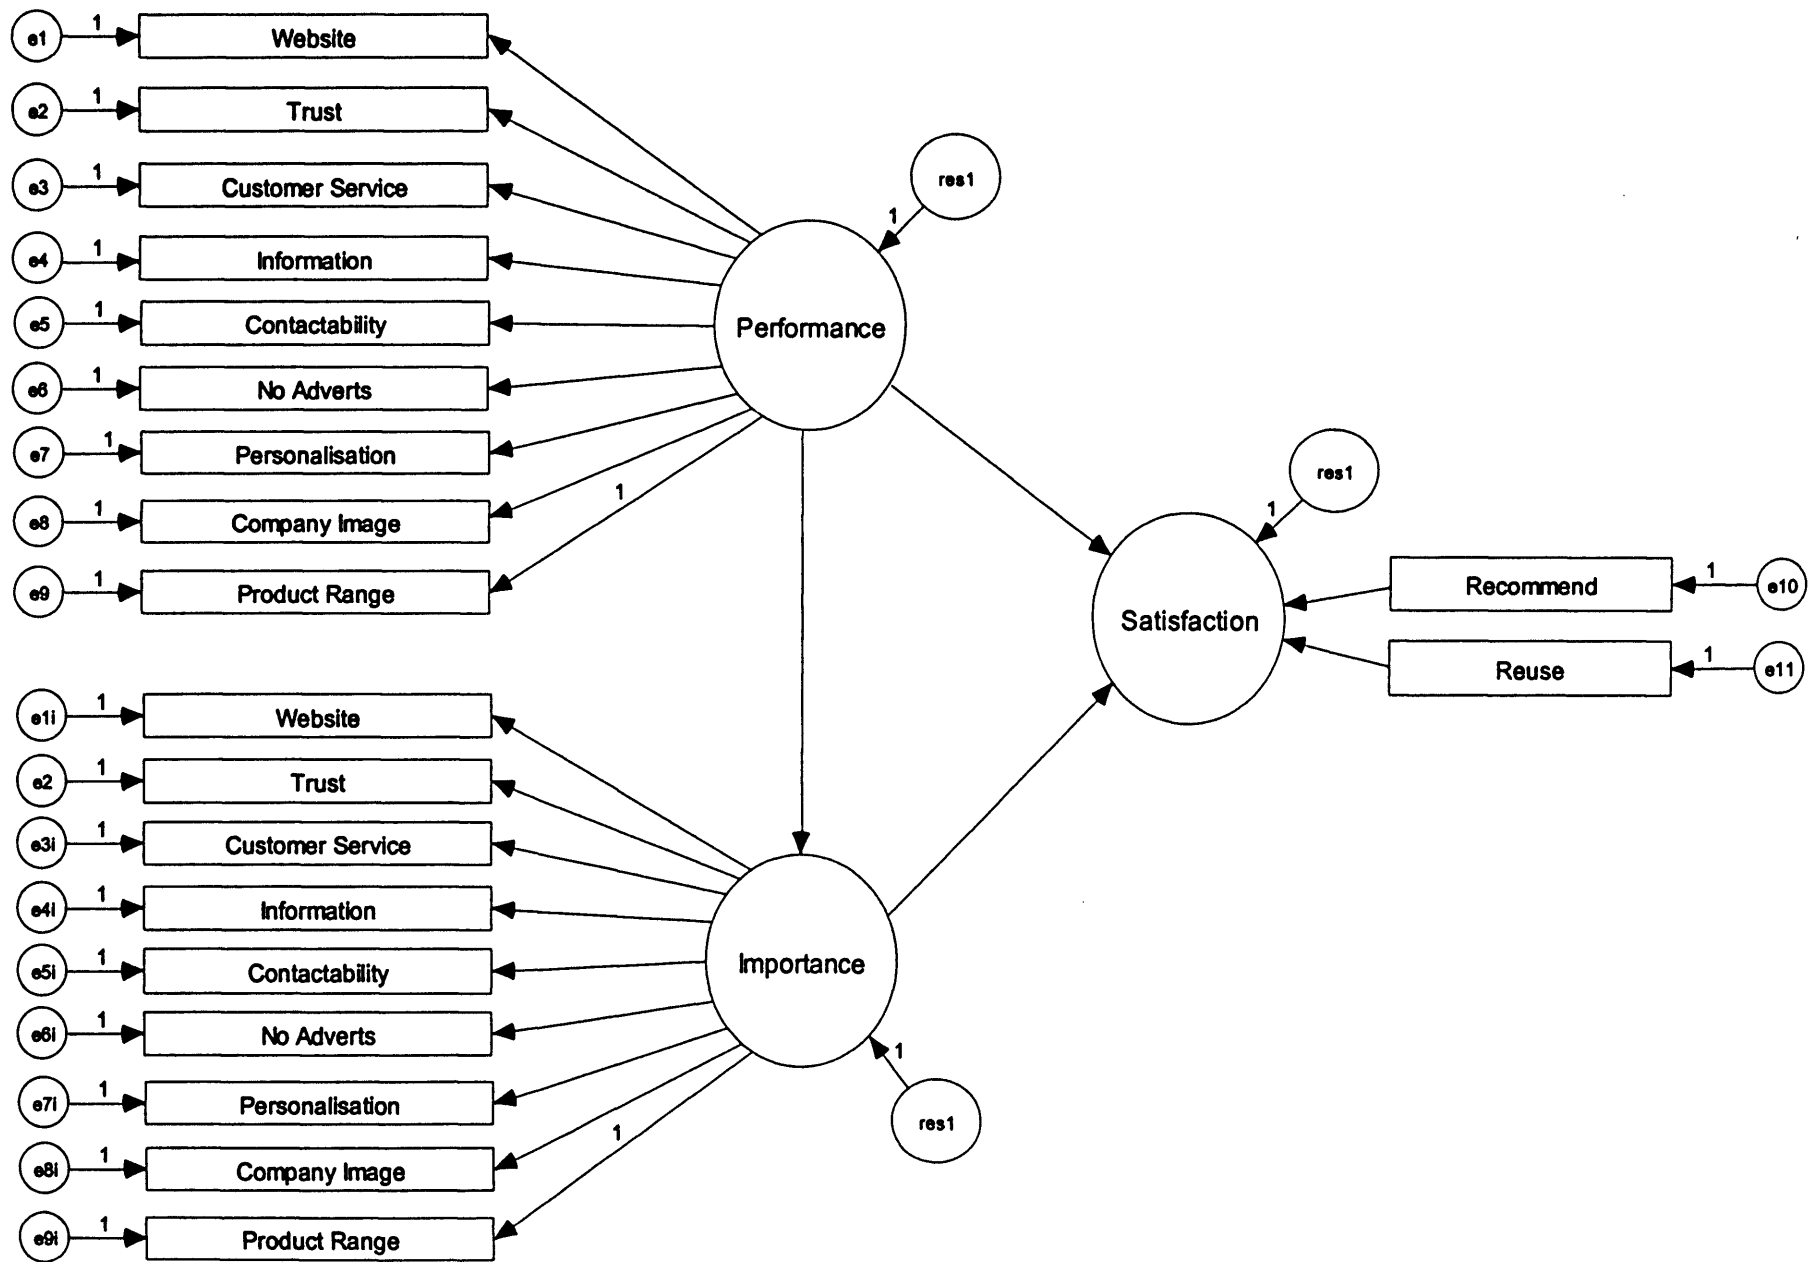 e1 1 Website
e2 1 Trust
e3 1 Customer Service
e4 1 Information
e5 1 Contactability
e6 1 No Adverts
e7 1 Personalisation
e8 1 Company Image
e9 1 Product Range
1
Performance
1
res1
Satisfaction
1
res1
Recommend 1 e10
Reuse 1 e11
e1i 1 Website
e2 1 Trust
e3i 1 Customer Service
e4i 1 Information
e5i 1 Contactability
e6i 1 No Adverts
e7i 1 Personalisation
e8i 1 Company Image
e9i 1 Product Range
1
Importance
1
res1